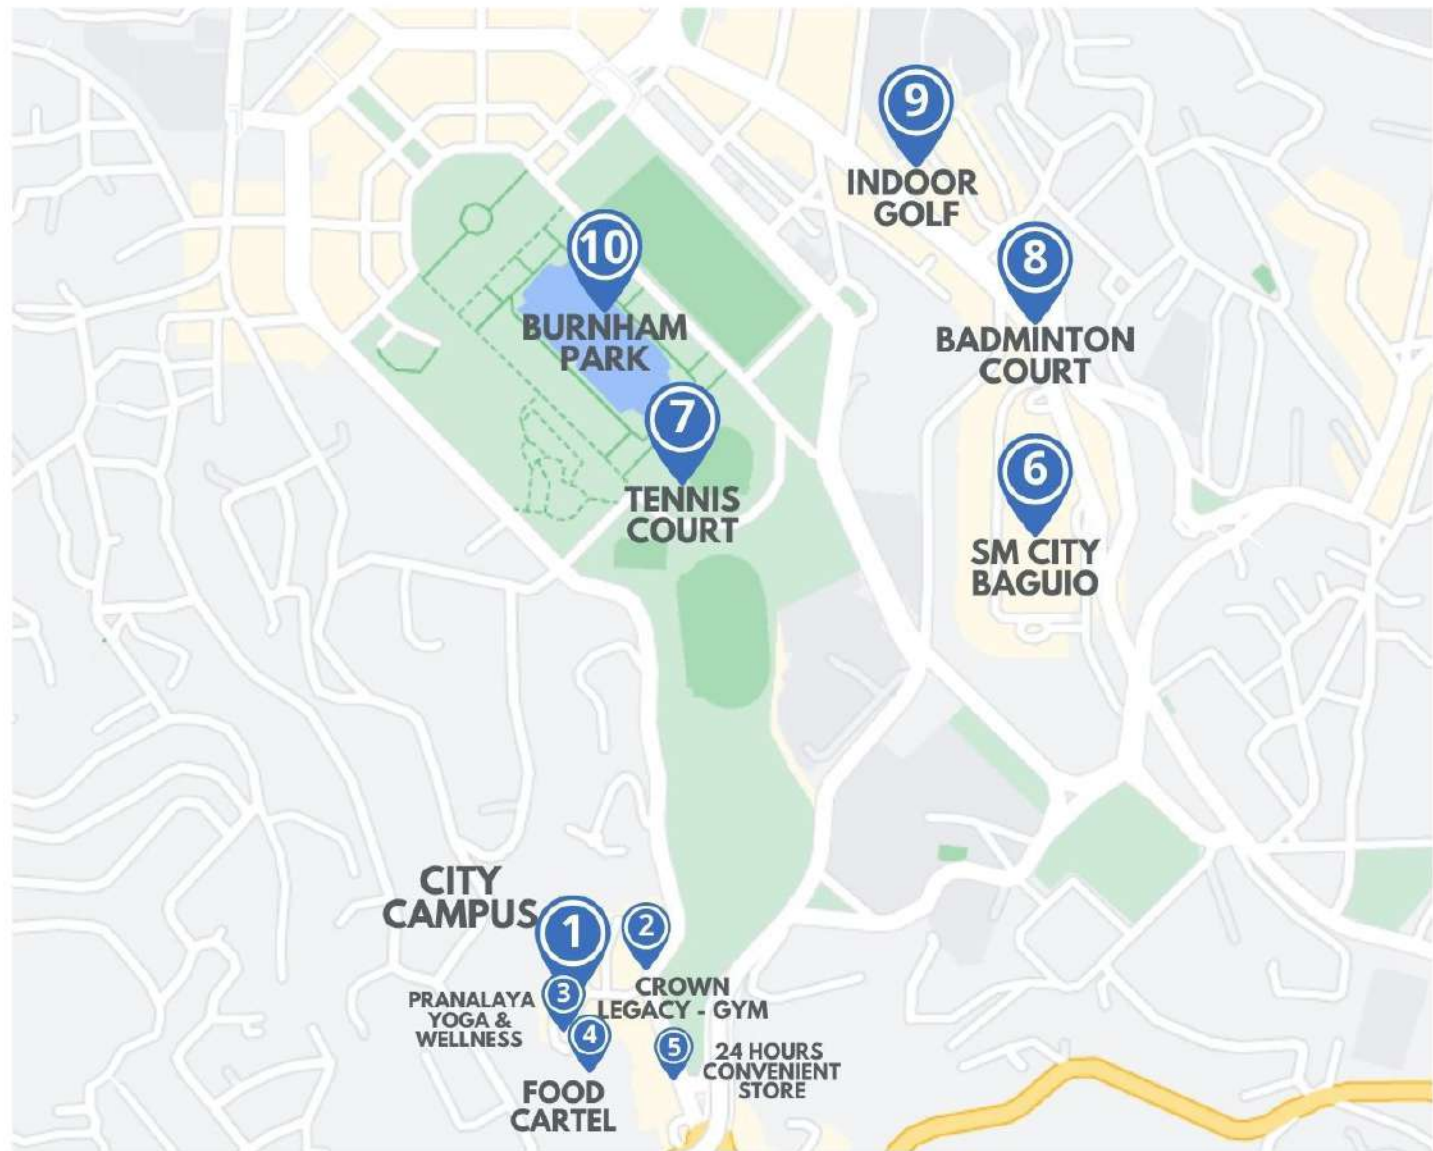 9
INDOOR
GOLF
10
BURNHAM
PARK
8
BADMINTON
COURT
7
TENNIS
COURT
6
SM CITY
BAGUIO
CITY
CAMPUS
1
2
CROWN
LEGACY - GYM
3
PRANALAYA
YOGA &
WELLNESS
4
FOOD
CARTEL
5
24 HOURS
CONVENIENT
STORE